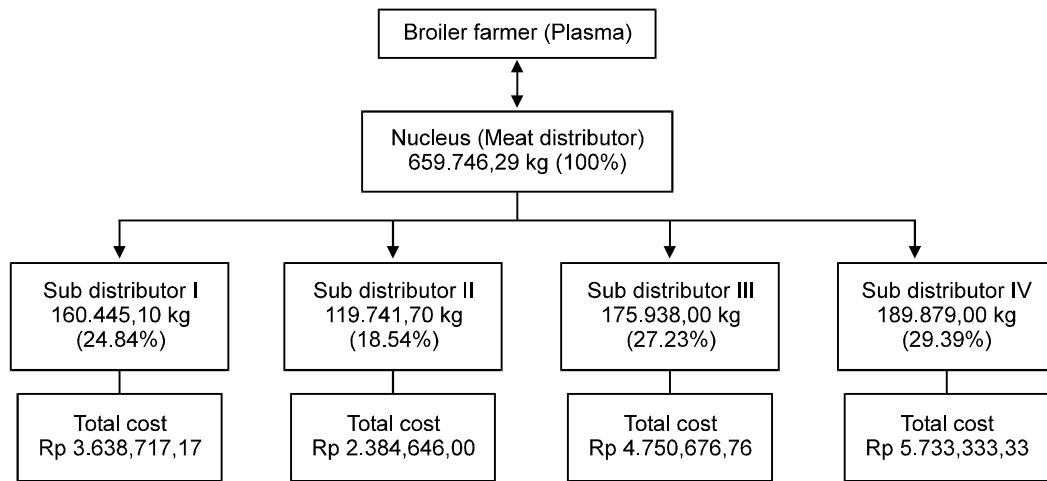 Broiler farmer (Plasma)
Nucleus (Meat distributor)
659.746,29 kg (100%)
Sub distributor I
160.445,10 kg
(24.84%)
Sub distributor II
119.741,70 kg
(18.54%)
Sub distributor III
175.938,00 kg
(27.23%)
Sub distributor IV
189.879,00 kg
(29.39%)
Total cost
Rp 3.638,717,17
Total cost
Rp 2.384,646,00
Total cost
Rp 4.750,676,76
Total cost
Rp 5.733,333,33